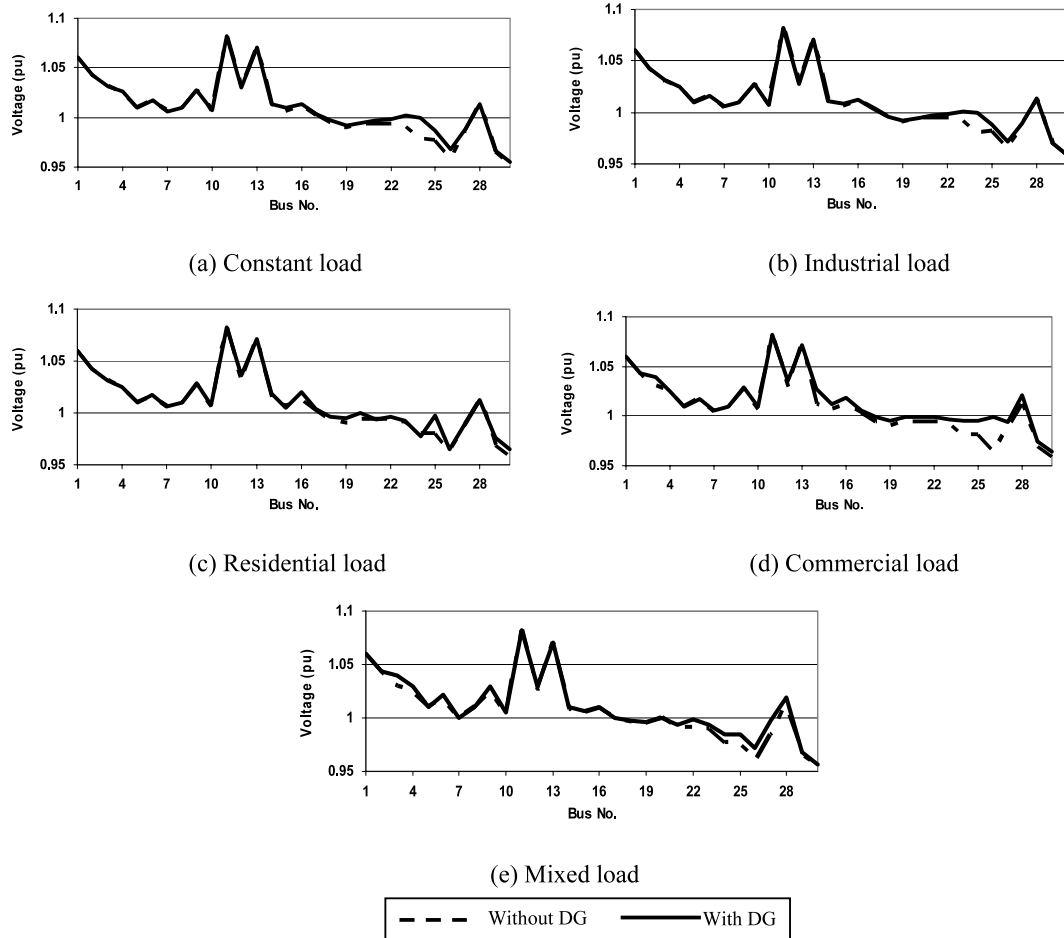 1.1
1.05
1
0.95
Voltage (pu)
1 4 7 10 13 16 19 22 25 28
Bus No.
(a) Constant load
1.1
1.05
1
0.95
Voltage (pu)
1 4 7 10 13 16 19 22 25 28
Bus No.
(b) Industrial load
1.1
1.05
1
0.95
Voltage (pu)
1 4 7 10 13 16 19 22 25 28
Bus No.
(c) Residential load
1.1
1.05
1
0.95
Voltage (pu)
1 4 7 10 13 16 19 22 25 28
Bus No.
(d) Commercial load
1.1
1.05
1
0.95
Voltage (pu)
1 4 7 10 13 16 19 22 25 28
Bus No.
(e) Mixed load
Without DG With DG